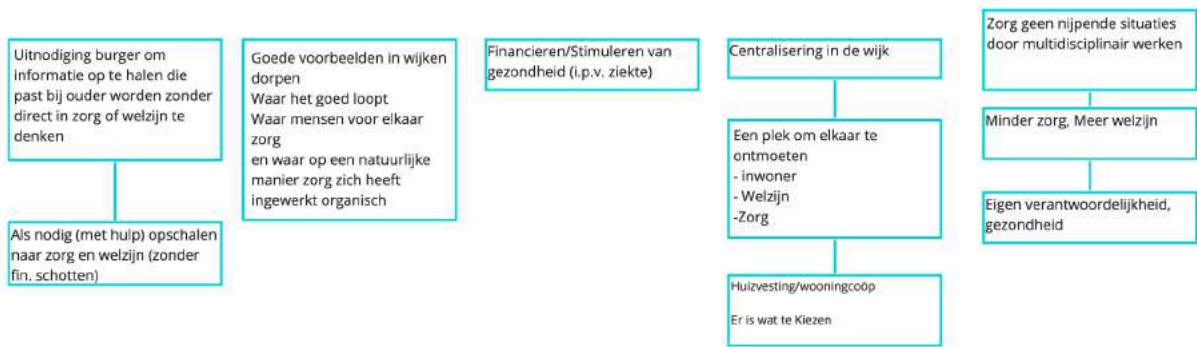 Uitnodiging burger om
informatie op te halen die
past bij ouder worden zonder
direct in zorg of welzijn te
denken
Als nodig (met hulp) opschalen
naar zorg en welzijn (zonder
fin. schotten)
Goede voorbeelden in wijken
dorpen
Waar het goed loopt
Waar mensen voor elkaar
zorg
en waar op een natuurlijke
manier zorg zich heeft
ingewerkt organisch
Financieren/Stimuleren van
gezondheid (i.p.v. ziekte)
Centralisering in de wijk
Een plek om elkaar te
ontmoeten
- inwoner
- Welzijn
-Zorg
Huizvesting/wooningcoöp
Er is wat te Kiezen
Zorg geen nijpende situaties
door multidisciplinair werken
Minder zorg, Meer welzijn
Eigen verantwoordelijkheid,
gezondheid